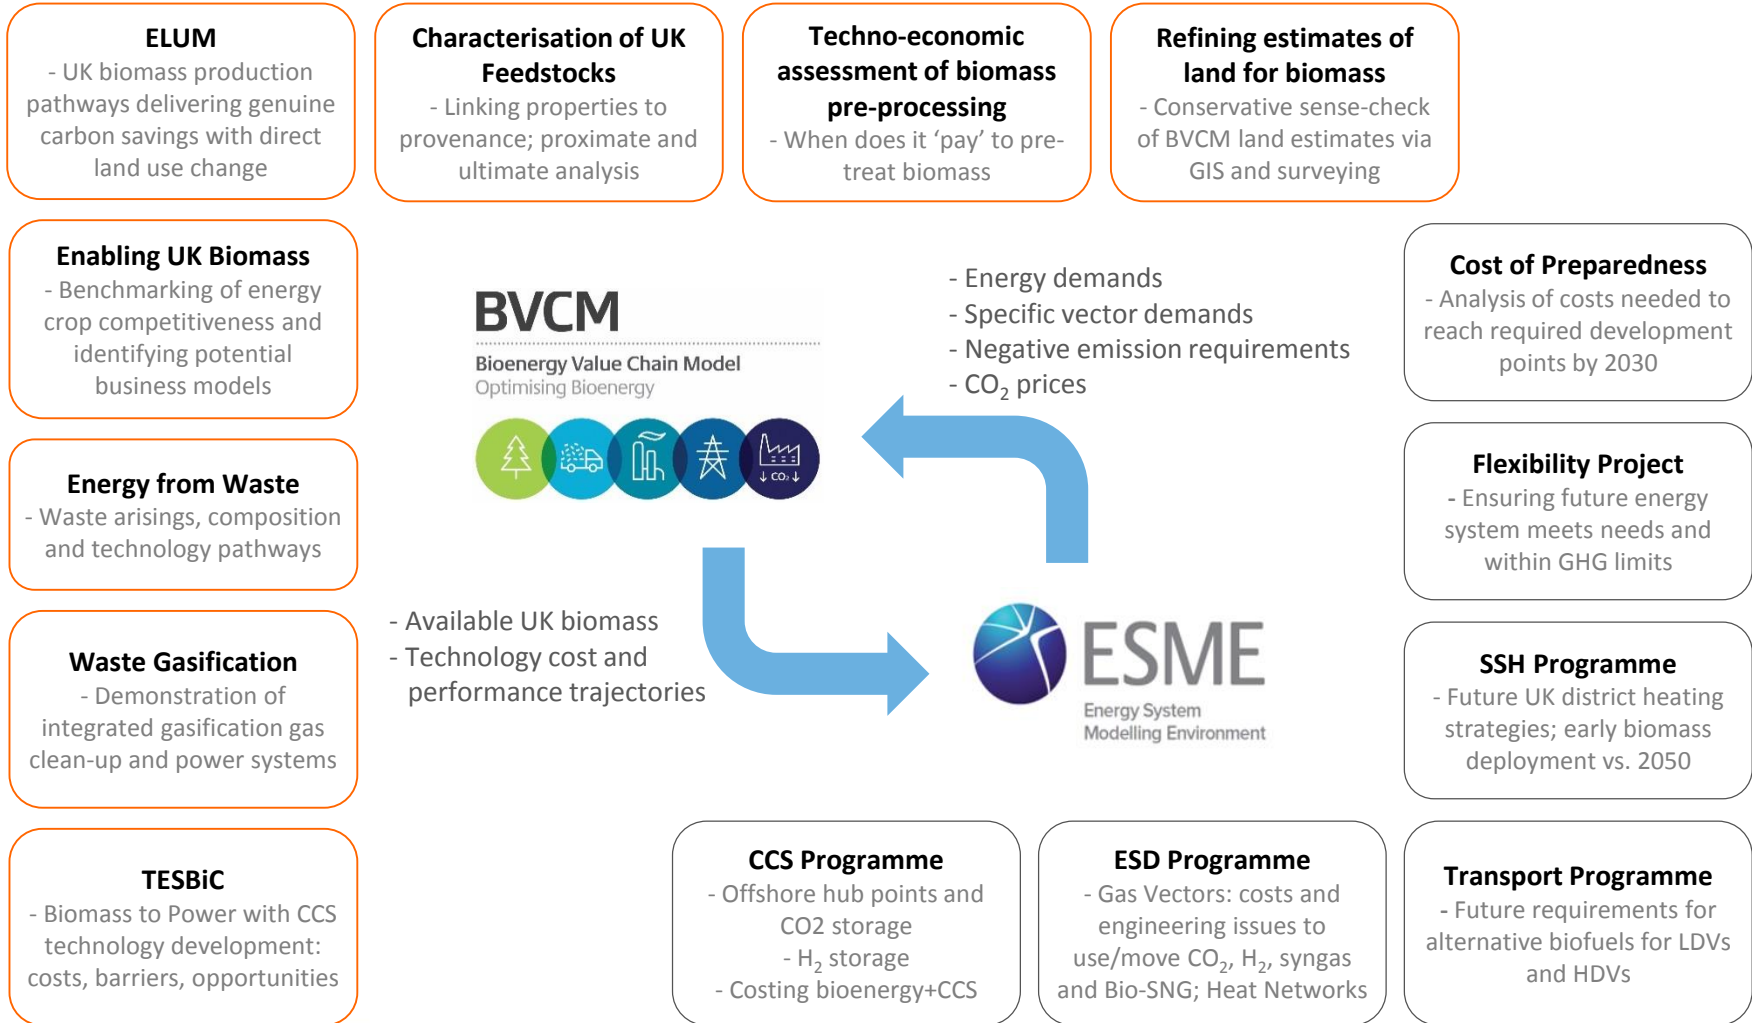 ELUM
- UK biomass production
pathways delivering genuine
carbon savings with direct
land use change
Characterisation of UK
Feedstocks
- Linking properties to
provenance; proximate and
ultimate analysis
Techno-economic
assessment of biomass
pre-processing
- When does it ‘pay’ to pre-
treat biomass
Refining estimates of
land for biomass
- Conservative sense-check
of BVCM land estimates via
GIS and surveying
Enabling UK Biomass
- Benchmarking of energy
crop competitiveness and
identifying potential
business models
BVCM
Bioenergy Value Chain Model
Optimising Bioenergy
CO₂
- Energy demands
- Specific vector demands
- Negative emission requirements
- CO₂ prices
Cost of Preparedness
- Analysis of costs needed to
reach required development
points by 2030
Energy from Waste
- Waste arisings, composition
and technology pathways
Flexibility Project
- Ensuring future energy
system meets needs and
within GHG limits
Waste Gasification
- Demonstration of
integrated gasification gas
clean-up and power systems
- Available UK biomass
- Technology cost and
performance trajectories
ESME
Energy System
Modelling Environment
SSH Programme
- Future UK district heating
strategies; early biomass
deployment vs. 2050
TESBiC
- Biomass to Power with CCS
technology development:
costs, barriers, opportunities
CCS Programme
- Offshore hub points and
CO2 storage
- H₂ storage
- Costing bioenergy+CCS
ESD Programme
- Gas Vectors: costs and
engineering issues to
use/move CO₂, H₂, syngas
and Bio-SNG; Heat Networks
Transport Programme
- Future requirements for
alternative biofuels for LDVs
and HDVs